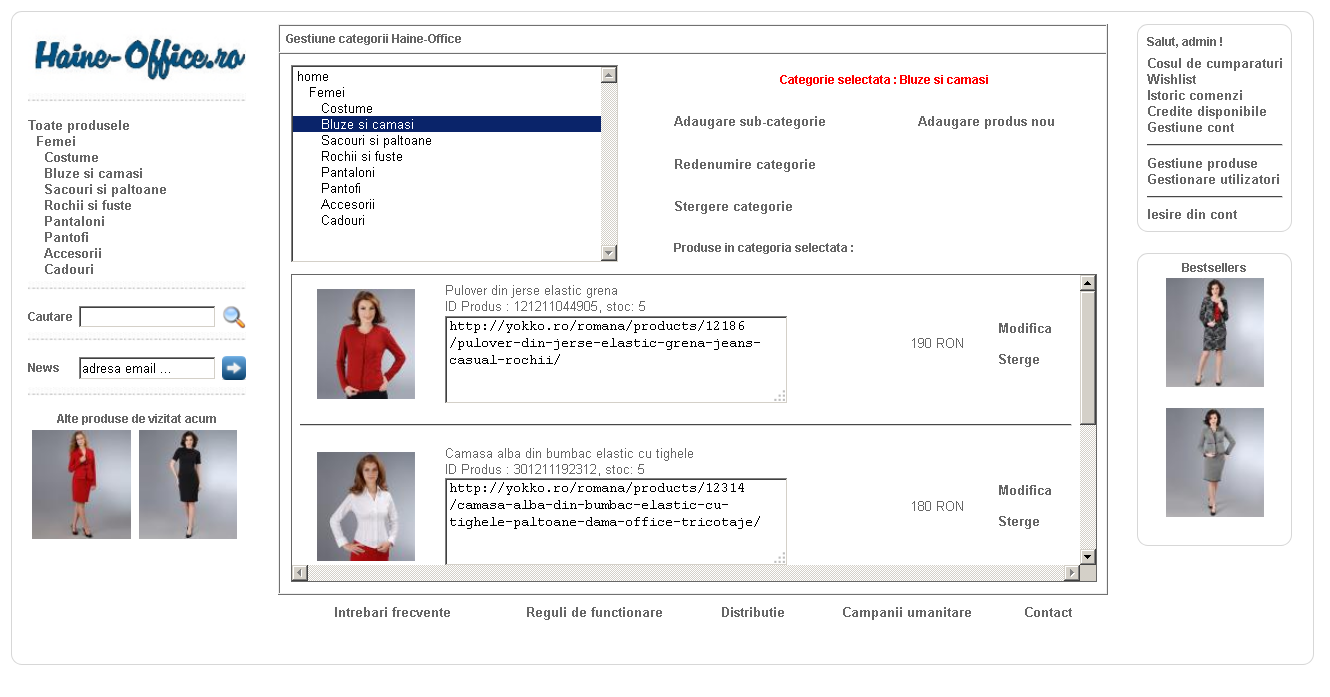 Haine-Office.ro
Toate produsele
Femei
Costume
Bluze si camasi
Sacouri si paltoane
Rochii si fuste
Pantaloni
Pantofi
Accesorii
Cadouri
Cautare
News
adresa email ...
Alte produse de vizitat acum
Gestiune categorii Haine-Office
home
Femei
Costume
Bluze si camasi
Sacouri si paltoane
Rochii si fuste
Pantaloni
Pantofi
Accesorii
Cadouri
Categorie selectata : Bluze si camasi
Adaugare sub-categorie
Adaugare produs nou
Redenumire categorie
Stergere categorie
Produse in categoria selectata :
Pulover din jerse elastic grena
ID Produs : 121211044905, stoc: 5
http://yokko.ro/romana/products/12186
/pulover-din-jerse-elastic-grena-jeans-
casual-rochii/
190 RON
Modifica
Sterge
Camasa alba din bumbac elastic cu tighele
ID Produs : 301211192312, stoc: 5
http://yokko.ro/romana/products/12314
/camasa-alba-din-bumbac-elastic-cu-
tighele-paltoane-dama-office-tricotaje/
180 RON
Modifica
Sterge
Intrebari frecvente
Reguli de functionare
Distributie
Campanii umanitare
Contact
Salut, admin !
Cosul de cumparaturi
Wishlist
Istoric comenzi
Credite disponibile
Gestiune cont
Gestiune produse
Gestionare utilizatori
Iesire din cont
Bestsellers